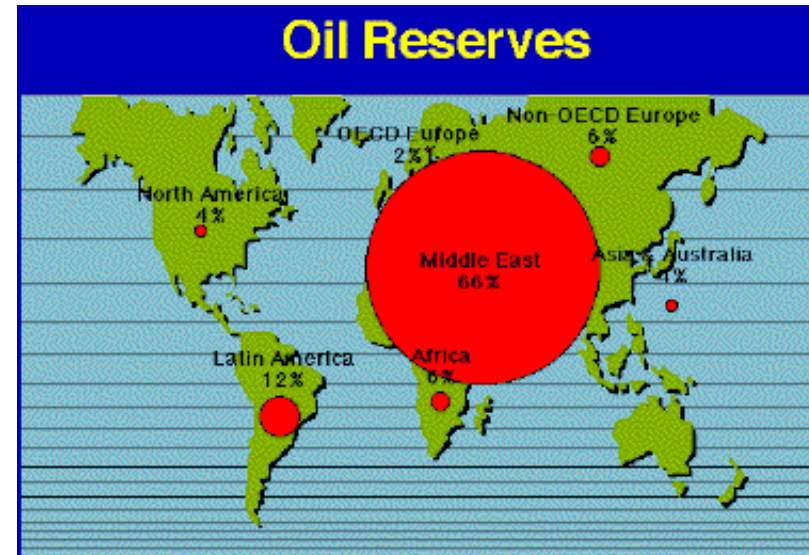 Oil Reserves
Non-OECD Europe
6%
OECD Europe
2%
North America
4%
Middle East
66%
Asia & Australia
4%
Latin America
12%
Africa
6%